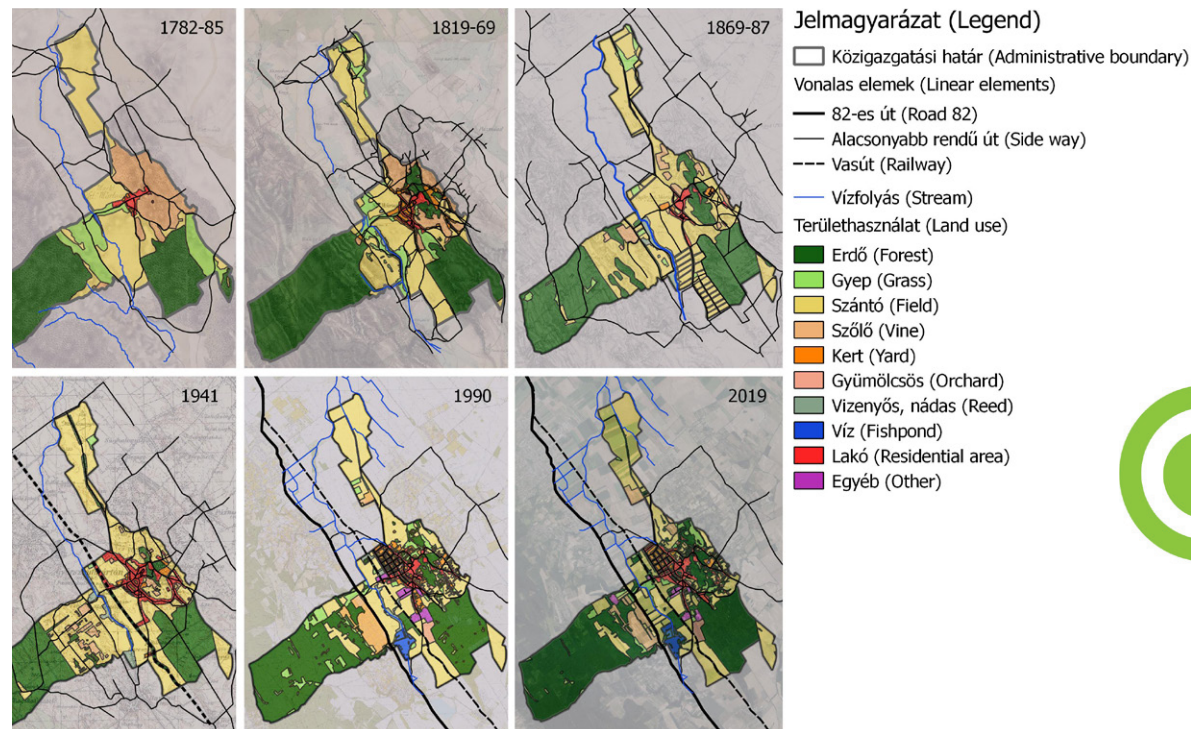 1782-85
1819-69
1869-87
1941
1990
2019
Jelmagyarázat (Legend)
Közigazgatási határ (Administrative boundary)
Vonalas elemek (Linear elements)
82-es út (Road 82)
Alacsonyabb rendű út (Side way)
Vasút (Railway)
Vízfolyás (Stream)
Területhasználat (Land use)
Erdő (Forest)
Gyep (Grass)
Szántó (Field)
Szőlő (Vine)
Kert (Yard)
Gyümölcsös (Orchard)
Vizenyős, nádas (Reed)
Víz (Fishpond)
Lakó (Residential area)
Egyéb (Other)